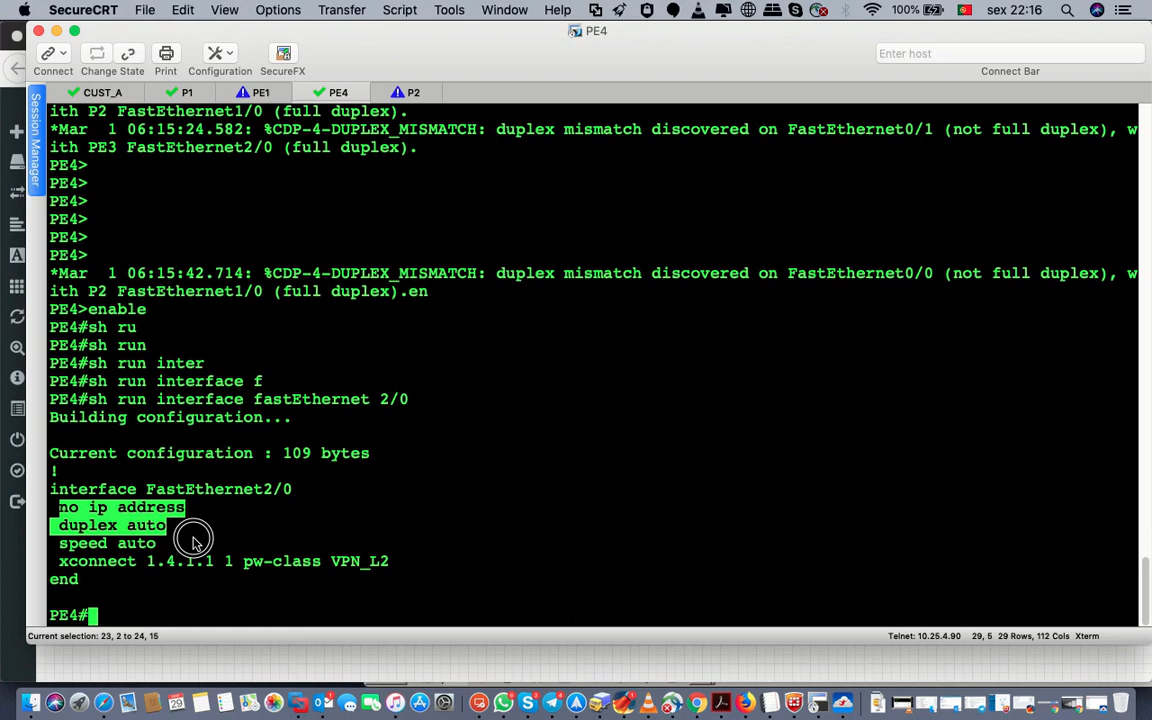 SecureCRT File Edit View Options Transfer Script Tools Window Help 100% sex 22:16
PE4
Enter host
Connect Change State Print Configuration SecureFX Connect Bar
CUST_A P1 PE1 PE4 P2
Session Manager
ith P2 FastEthernet1/0 (full duplex).
*Mar  1 06:15:24.582: %CDP-4-DUPLEX_MISMATCH: duplex mismatch discovered on FastEthernet0/1 (not full duplex), w
ith PE3 FastEthernet2/0 (full duplex).
PE4>
PE4>
PE4>
PE4>
PE4>
PE4>
*Mar  1 06:15:42.714: %CDP-4-DUPLEX_MISMATCH: duplex mismatch discovered on FastEthernet0/0 (not full duplex), w
ith P2 FastEthernet1/0 (full duplex).en
PE4>enable
PE4#sh ru
PE4#sh run
PE4#sh run inter
PE4#sh run interface f
PE4#sh run interface fastEthernet 2/0
Building configuration...
Current configuration : 109 bytes
!
interface FastEthernet2/0
no ip address
duplex auto
speed auto
xconnect 1.4.1.1 1 pw-class VPN_L2
end
PE4#
Current selection: 23, 2 to 24, 15 Telnet: 10.25.4.90 29, 5 29 Rows, 112 Cols Xterm